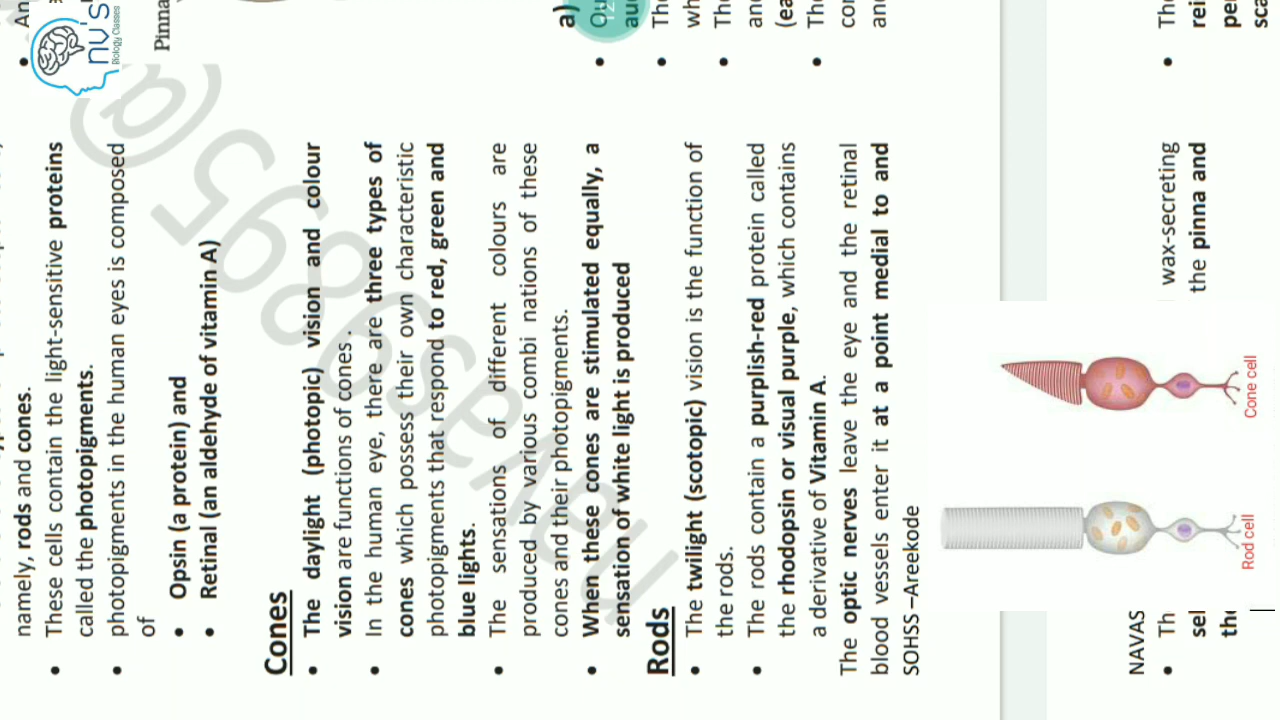 namely, rods and cones.
• These cells contain the light-sensitive proteins
called the photopigments.
• photopigments in the human eyes is composed
of
• Opsin (a protein) and
• Retinal (an aldehyde of vitamin A)
Cones
• The daylight (photopic) vision and colour
vision are functions of cones .
• In the human eye, there are three types of
cones which possess their own characteristic
photopigments that respond to red, green and
blue lights.
• The sensations of different colours are
produced by various combi nations of these
cones and their photopigments.
• When these cones are stimulated equally, a
sensation of white light is produced
Rods
• The twilight (scotopic) vision is the function of
the rods.
• The rods contain a purplish-red protein called
the rhodopsin or visual purple, which contains
a derivative of Vitamin A.
The optic nerves leave the eye and the retinal
blood vessels enter it at a point medial to and
SOHSS –Areekode
navas9895@
nv's
Biology Classes
Pinna
a)
Rod cell
Cone cell
NAVAS
wax-secreting
the pinna and